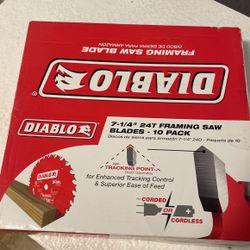 FRAMING SAW BLADE
DISCO DE SIERRA PARA ARMAZÓN
DIABLO
DIABLO
7-1/4" 24T FRAMING SAW
BLADES - 10 PACK
Discos de sierra para armazón 7-1/4" 24D - Paquete de 10
TRACKING POINT
for Enhanced Tracking Control
& Superior Ease of Feed
CORDED
OR
CORDLESS